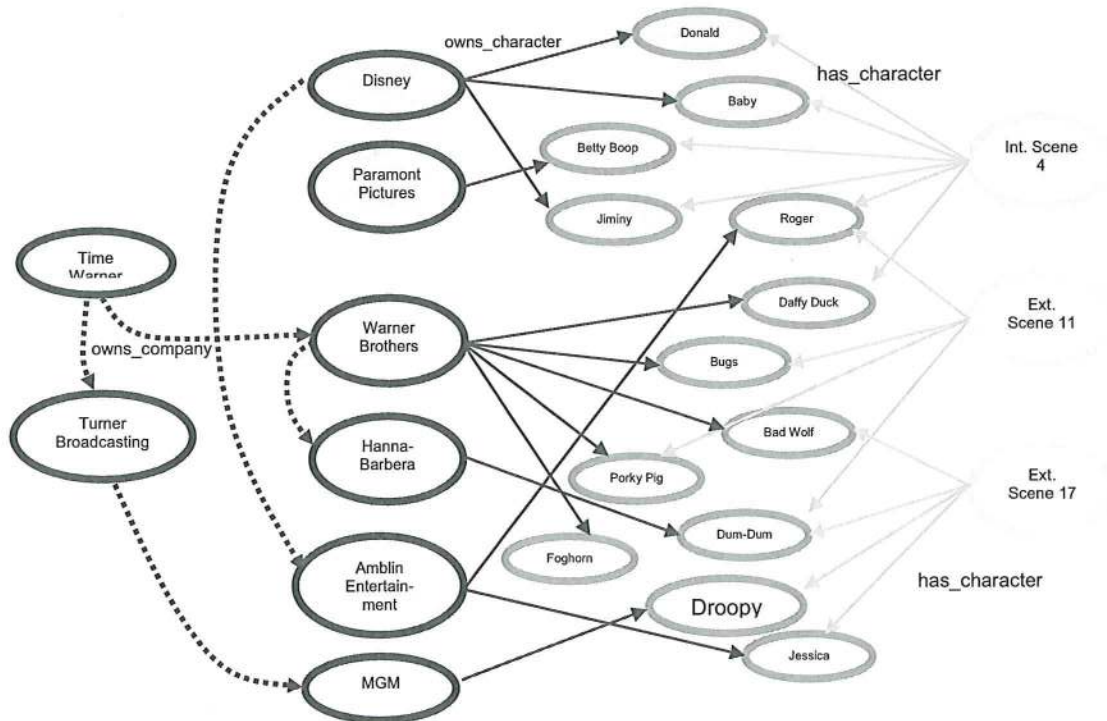 owns_character
Donald
has_character
Disney
Baby
Betty Boop
Int. Scene
4
Paramont
Pictures
Jiminy
Roger
Time
Warner
Daffy Duck
Ext.
Scene 11
Warner
Brothers
owns_company
Bugs
Turner
Broadcasting
Hanna-
Barbera
Bad Wolf
Porky Pig
Ext.
Scene 17
Dum-Dum
Foghorn
Amblin
Entertain-
ment
has_character
Droopy
Jessica
MGM